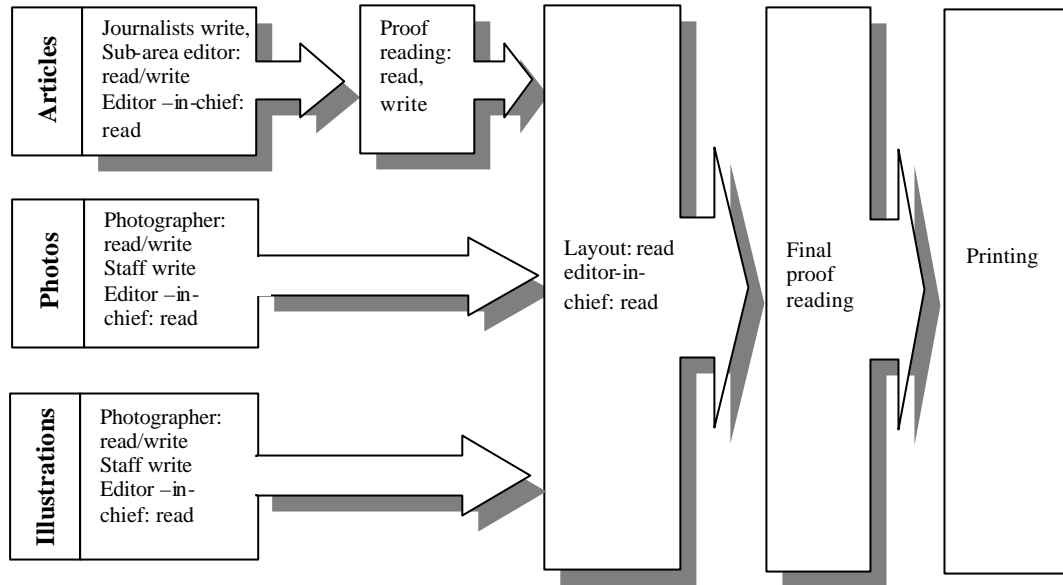 Articles
Journalists write,
Sub-area editor:
read/write
Editor –in-chief:
read
Proof
reading:
read,
write
Photos
Photographer:
read/write
Staff write
Editor –in-
chief: read
Illustrations
Photographer:
read/write
Staff write
Editor –in-
chief: read
Layout: read
editor-in-
chief: read
Final
proof
reading
Printing